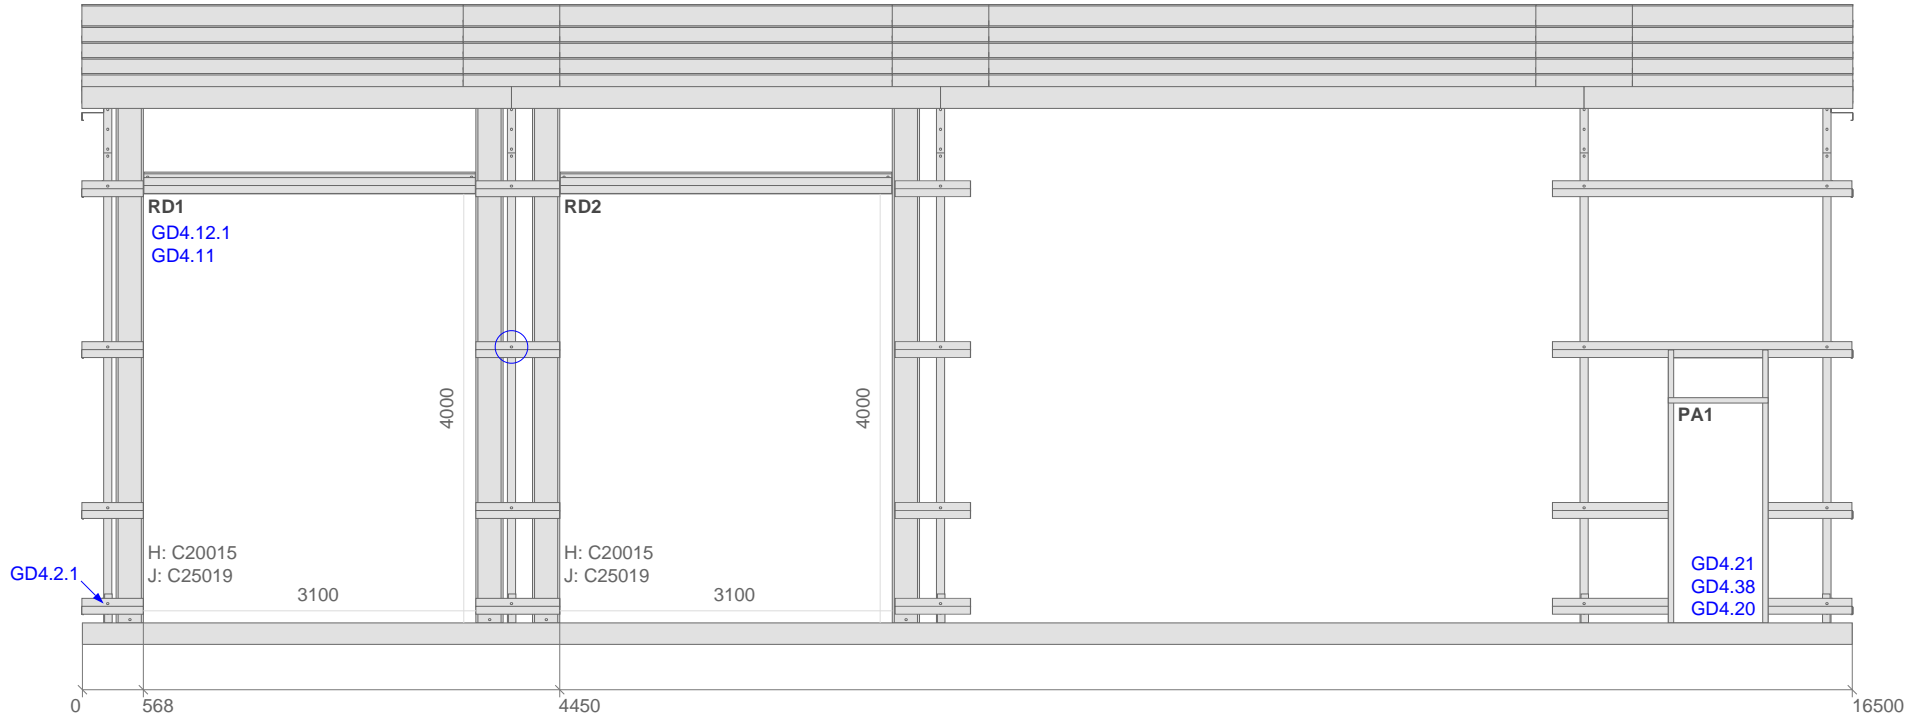 RD1
GD4.12.1
GD4.11
RD2
4000
4000
PA1
H: C20015
J: C25019
3100
H: C20015
J: C25019
3100
GD4.2.1
GD4.21
GD4.38
GD4.20
0
568
4450
16500